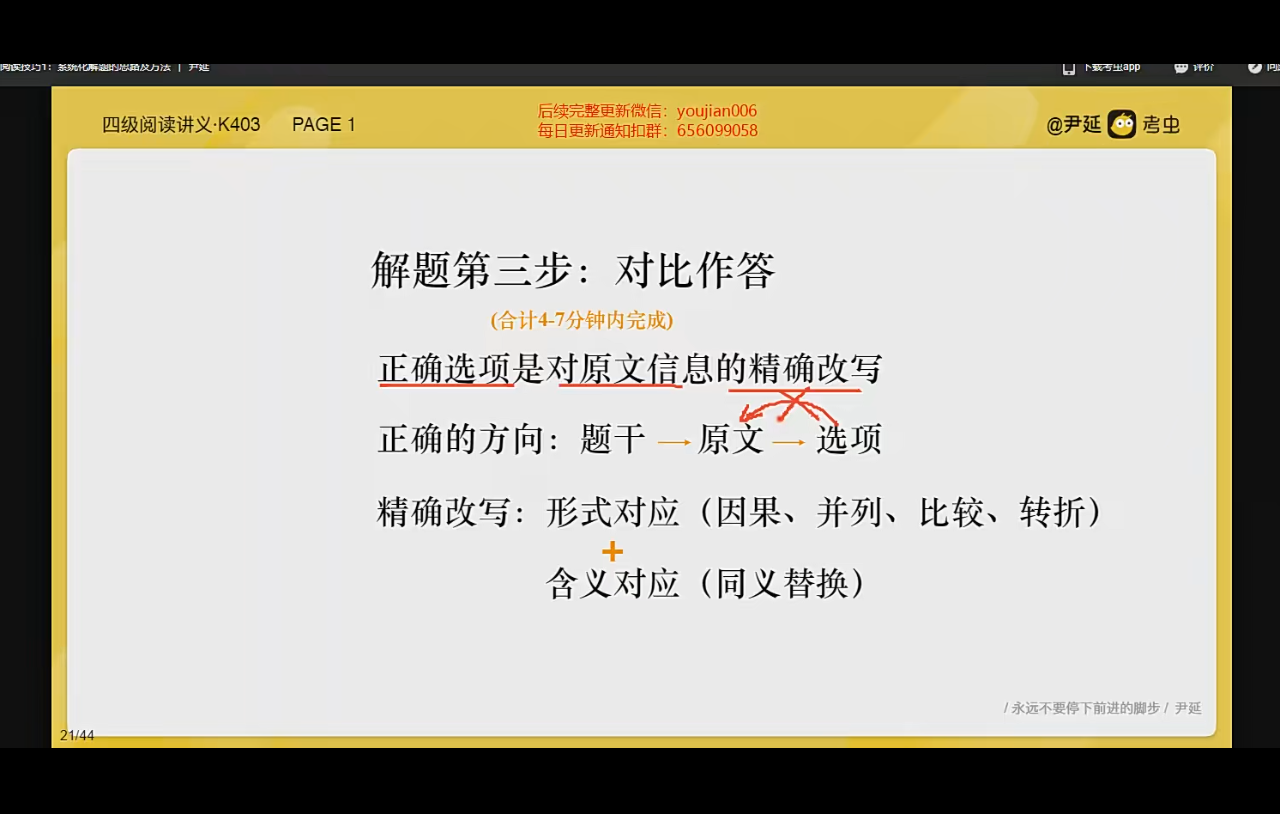 阅读技巧1：系统化解题的思路及方法 | 尹延
下载考虫app
评价
四级阅读讲义·K403 PAGE 1
后续完整更新微信：youjian006
每日更新通知扣群：656099058
@尹延 考虫
解题第三步：对比作答
(合计4-7分钟内完成)
正确选项是对原文信息的精确改写
正确的方向：题干→原文→选项
精确改写：形式对应（因果、并列、比较、转折）
+
含义对应（同义替换）
/ 永远不要停下前进的脚步 / 尹延
21/44